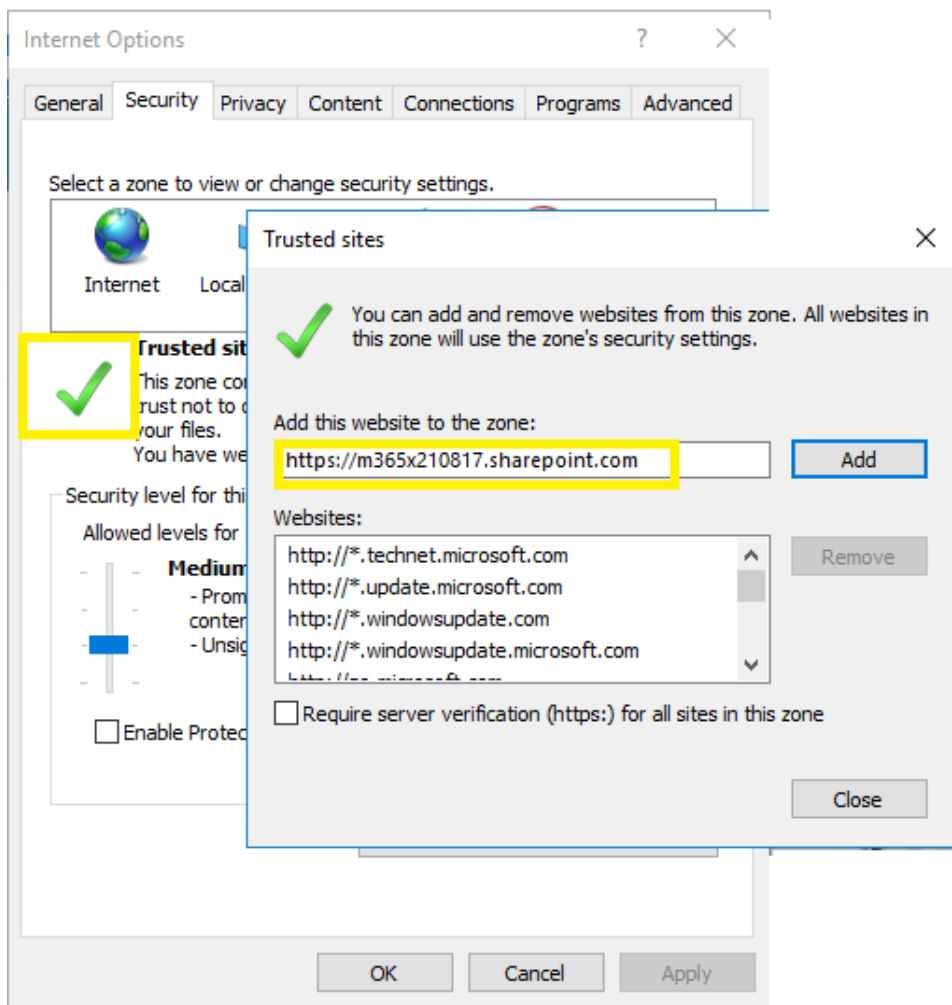 Internet Options
?
General Security Privacy Content Connections Programs Advanced
Select a zone to view or change security settings.
Internet
Local
Trusted sit
This zone
trust not to
your files.
You have we
Security level for thi
Allowed levels for
Medium
- Prom
conten
- Unsig
Enable Protec
OK Cancel Apply
Trusted sites
You can add and remove websites from this zone. All websites in
this zone will use the zone's security settings.
Add this website to the zone:
https://m365x210817.sharepoint.com
Add
Websites:
http://*.technet.microsoft.com
http://*.update.microsoft.com
http://*.windowsupdate.com
http://*.windowsupdate.microsoft.com
Remove
Require server verification (https:) for all sites in this zone
Close